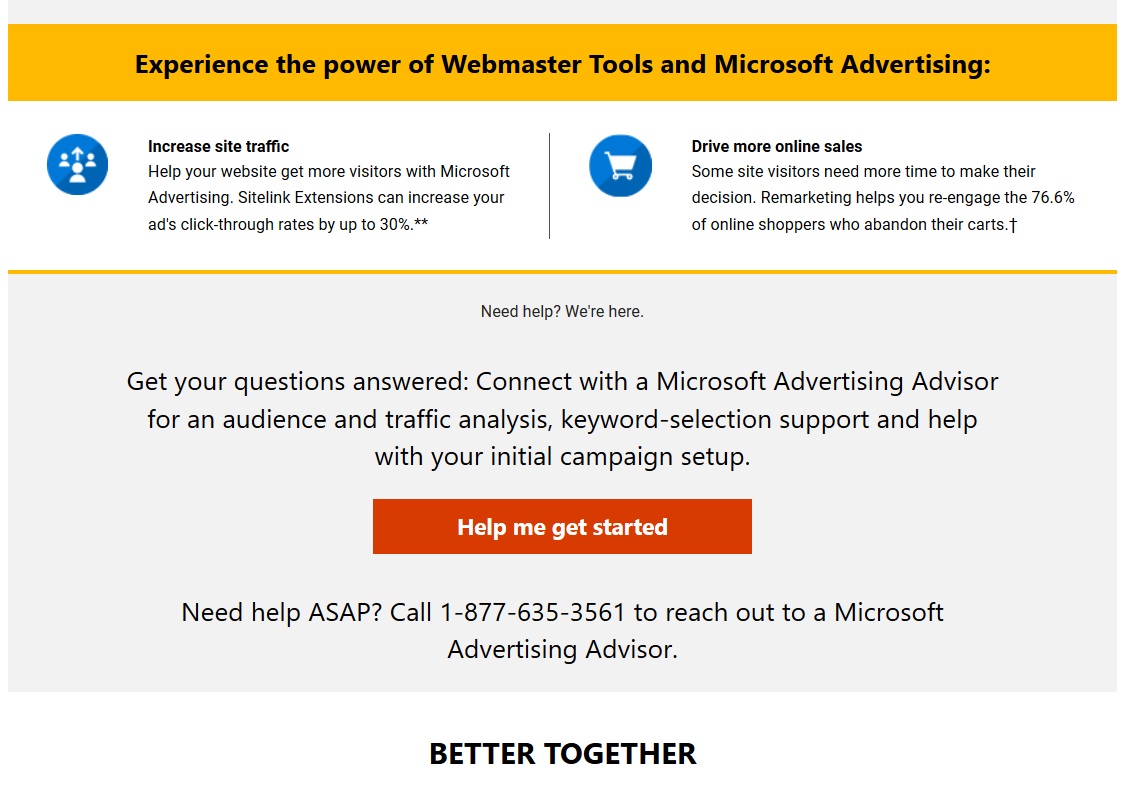 Experience the power of Webmaster Tools and Microsoft Advertising:
Increase site traffic
Help your website get more visitors with Microsoft
Advertising. Sitelink Extensions can increase your
ad's click-through rates by up to 30%.**
Drive more online sales
Some site visitors need more time to make their
decision. Remarketing helps you re-engage the 76.6%
of online shoppers who abandon their carts.†
Need help? We're here.
Get your questions answered: Connect with a Microsoft Advertising Advisor
for an audience and traffic analysis, keyword-selection support and help
with your initial campaign setup.
Help me get started
Need help ASAP? Call 1-877-635-3561 to reach out to a Microsoft
Advertising Advisor.
BETTER TOGETHER